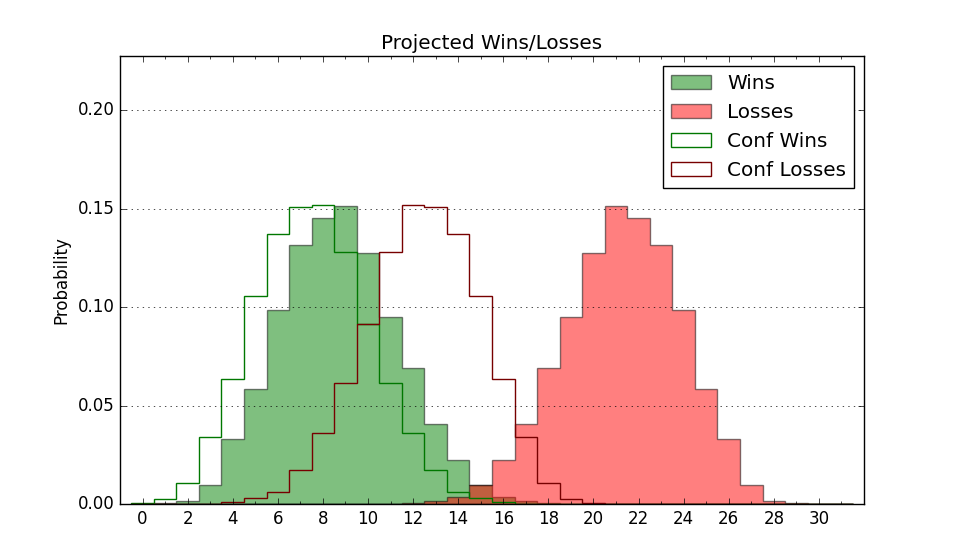 Projected Wins/Losses
Wins
Losses
Conf Wins
Conf Losses
Probability
0.20
0.15
0.10
0.05
0.00
0 2 4 6 8 10 12 14 16 18 20 22 24 26 28 30